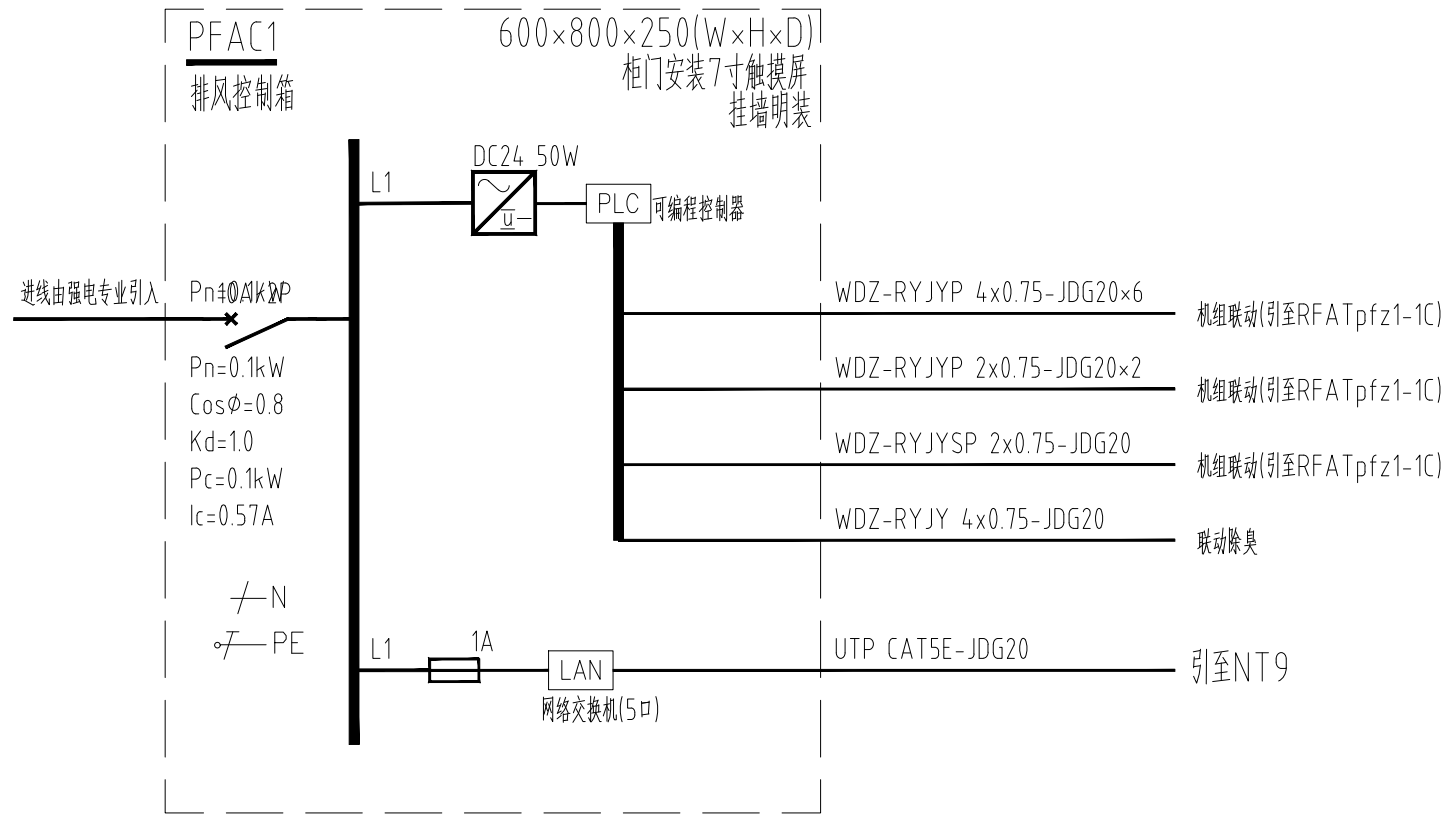 PFAC1
排风控制箱
600×800×250(W×H×D)
柜门安装7寸触摸屏
挂墙明装
L1
DC24 50W
u
PLC
可编程控制器
进线由强电专业引入
Pn=0.1kW
Pn=0.1kW
CosØ=0.8
Kd=1.0
Pc=0.1kW
Ic=0.57A
N
PE
WDZ-RYJYP 4x0.75-JDG20×6
机组联动(引至RFATpfz1-1C)
WDZ-RYJYP 2x0.75-JDG20×2
机组联动(引至RFATpfz1-1C)
WDZ-RYJYSP 2x0.75-JDG20
机组联动(引至RFATpfz1-1C)
WDZ-RYJY 4x0.75-JDG20
联动除臭
L1
1A
LAN
网络交换机(5口)
UTP CAT5E-JDG20
引至NT9